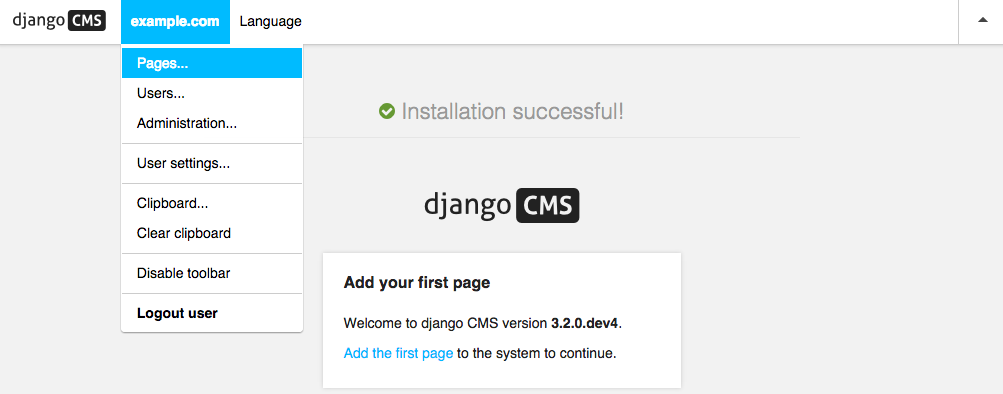 django CMS example.com Language
Pages...
Users...
Administration...
User settings...
Clipboard...
Clear clipboard
Disable toolbar
Logout user
Installation successful!
django CMS
Add your first page
Welcome to django CMS version 3.2.0.dev4.
Add the first page to the system to continue.